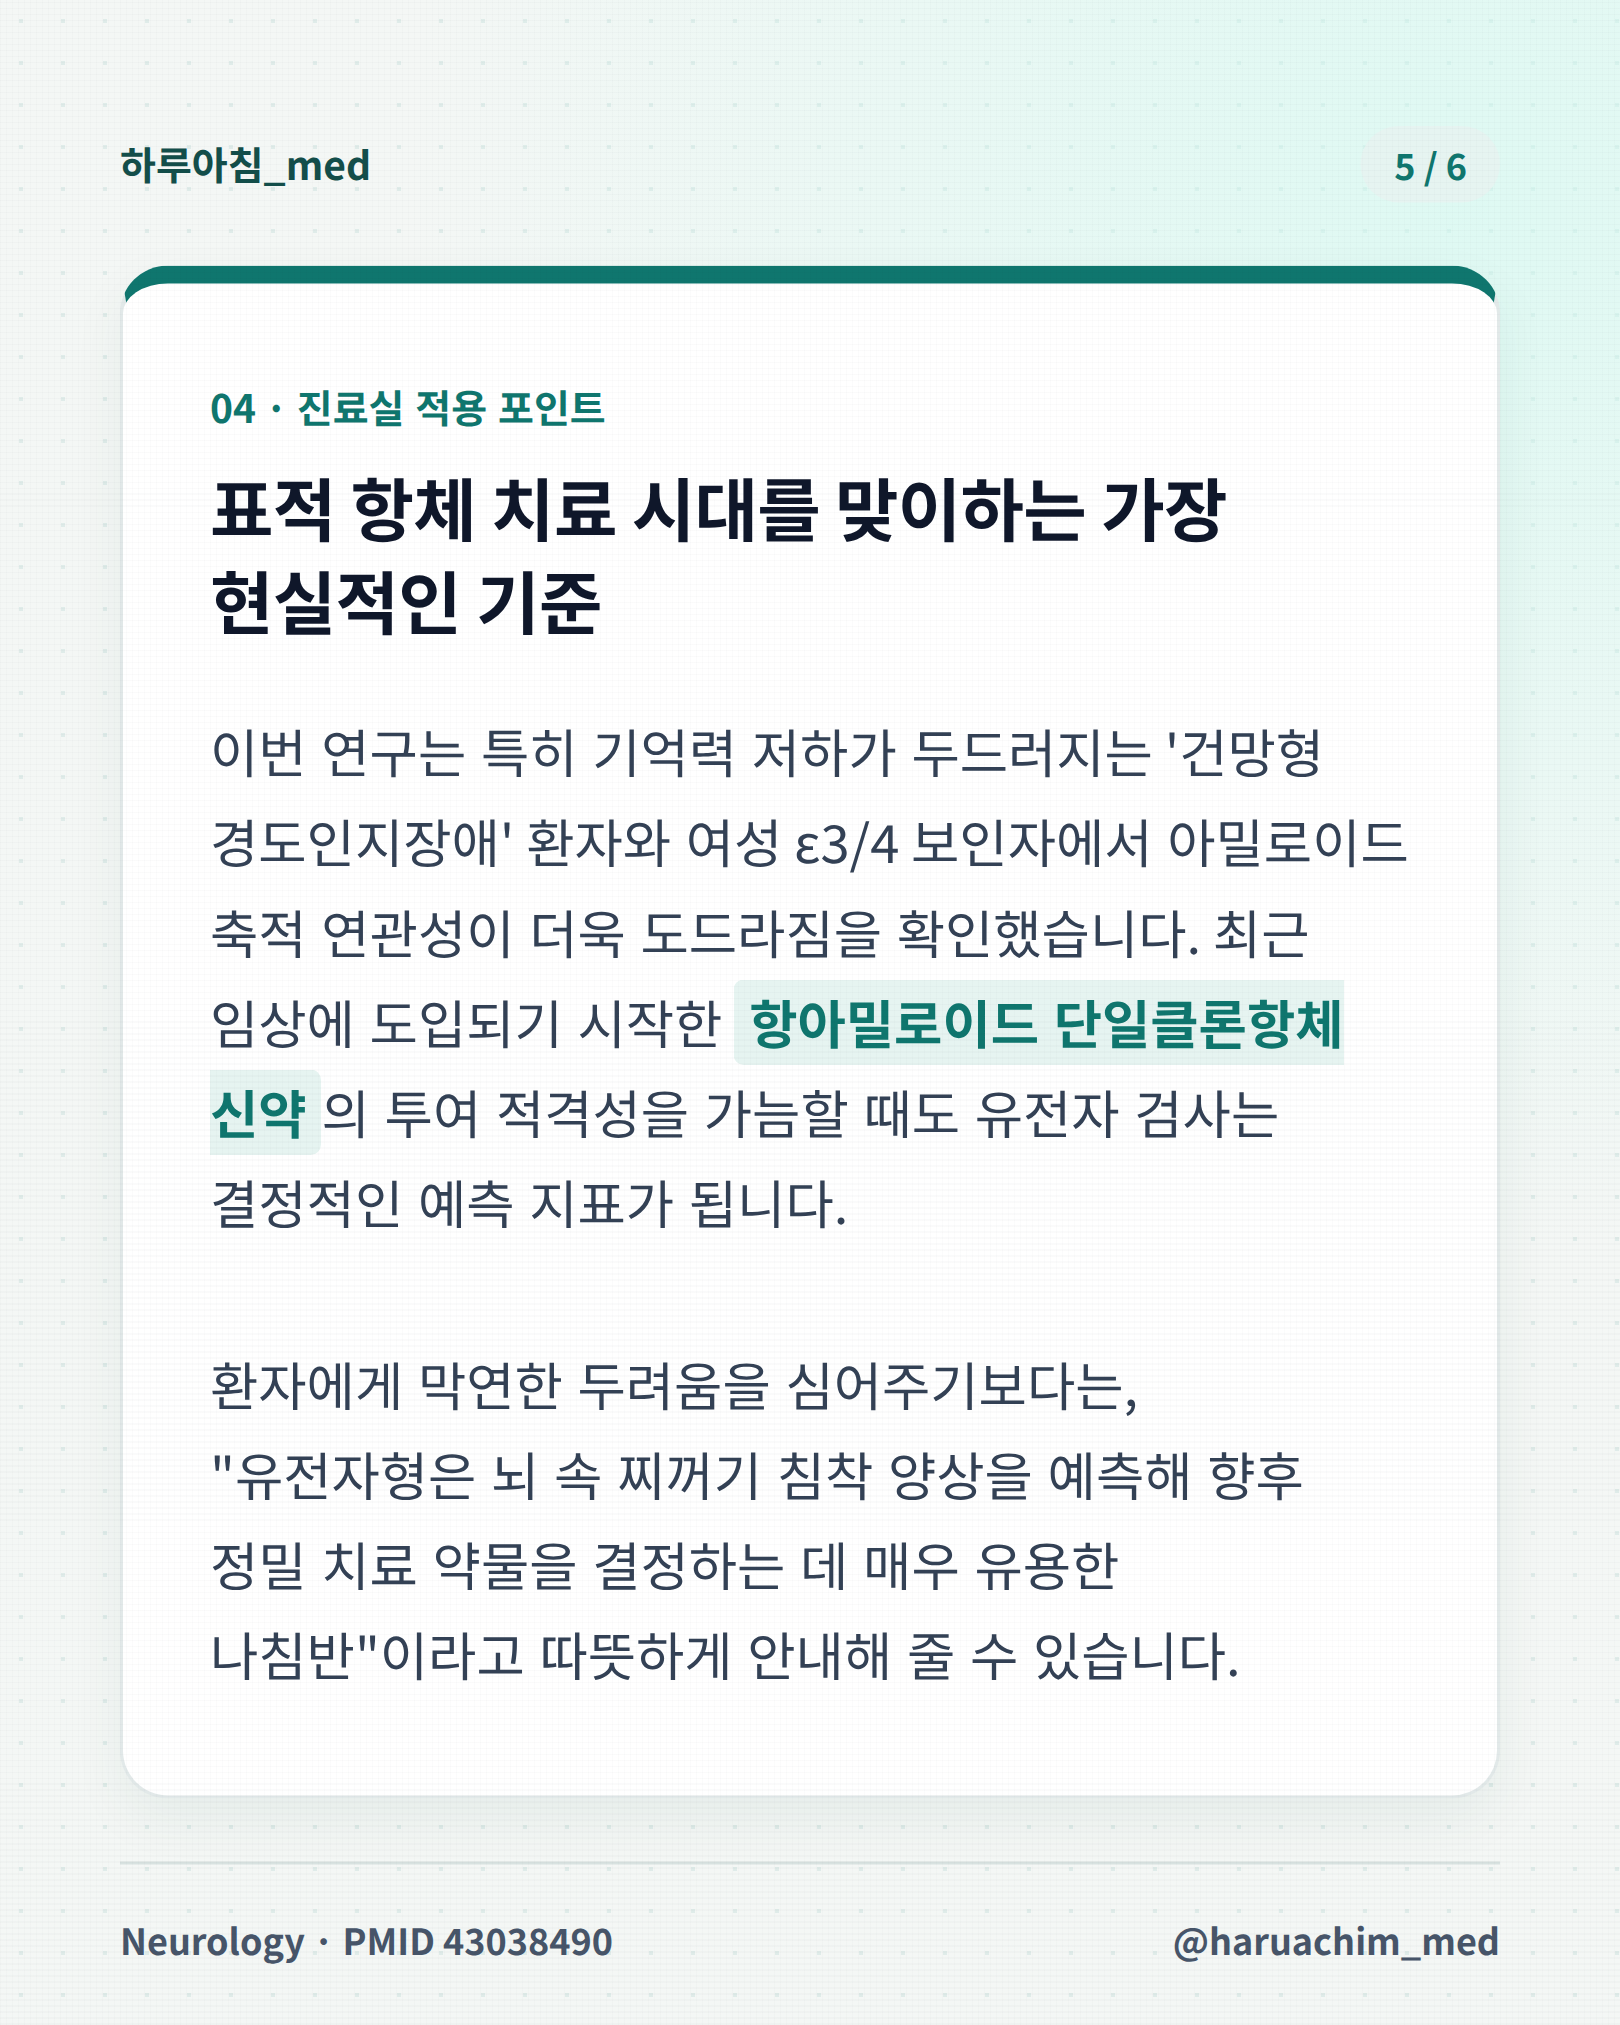 하루아침_med
5 / 6
04 · 진료실 적용 포인트
표적 항체 치료 시대를 맞이하는 가장
현실적인 기준
이번 연구는 특히 기억력 저하가 두드러지는 '건망형
경도인지장애' 환자와 여성 ε3/4 보인자에서 아밀로이드
축적 연관성이 더욱 도드라짐을 확인했습니다. 최근
임상에 도입되기 시작한 항아밀로이드 단일클론항체
신약의 투여 적격성을 가늠할 때도 유전자 검사는
결정적인 예측 지표가 됩니다.
환자에게 막연한 두려움을 심어주기보다는,
"유전자형은 뇌 속 찌꺼기 침착 양상을 예측해 향후
정밀 치료 약물을 결정하는 데 매우 유용한
나침반"이라고 따뜻하게 안내해 줄 수 있습니다.
Neurology · PMID 43038490
@haruachim_med